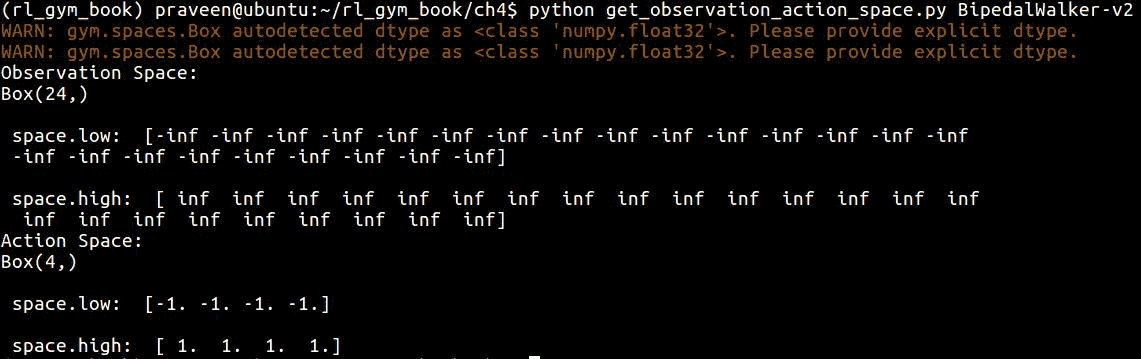 (rl_gym_book) praveen@ubuntu:~/rl_gym_book/ch4$ python get_observation_action_space.py BipedalWalker-v2
WARN: gym.spaces.Box autodetected dtype as <class 'numpy.float32'>. Please provide explicit dtype.
WARN: gym.spaces.Box autodetected dtype as <class 'numpy.float32'>. Please provide explicit dtype.
Observation Space:
Box(24,)
space.low:  [-inf -inf -inf -inf -inf -inf -inf -inf -inf -inf -inf -inf -inf -inf -inf
-inf -inf -inf -inf -inf -inf -inf -inf -inf]
space.high:  [ inf  inf  inf  inf  inf  inf  inf  inf  inf  inf  inf  inf  inf  inf  inf
inf  inf  inf  inf  inf  inf  inf  inf  inf]
Action Space:
Box(4,)
space.low:  [-1. -1. -1. -1.]
space.high:  [ 1.  1.  1.  1.]